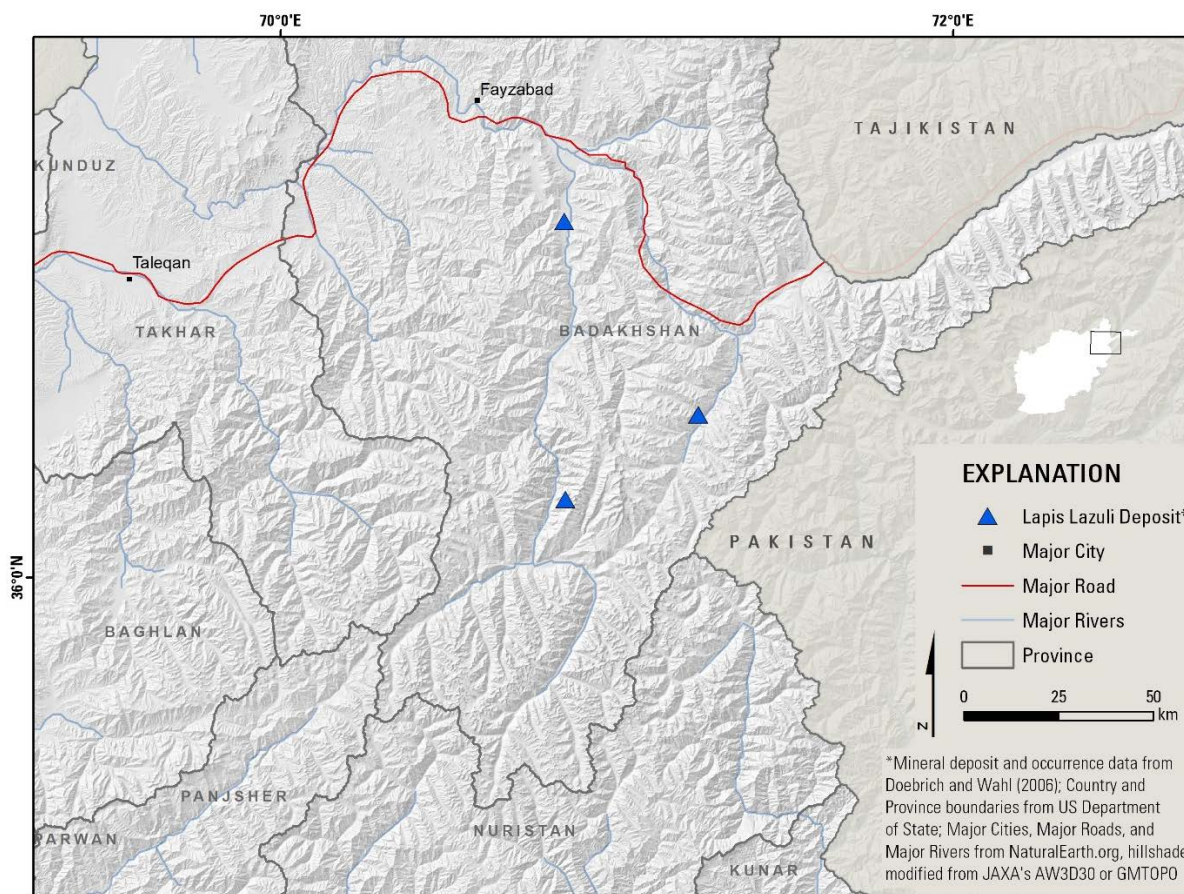 70°0'E
72°0'E
Fayzabad
TAJIKISTAN
KUNDUZ
Taleqan
TAKHAR
BADAKHSHAN
36°0'N
BAGHLAN
PAKISTAN
PANJSHER
PARWAN
NURISTAN
KUNAR
EXPLANATION
Lapis Lazuli Deposit*
Major City
Major Road
Major Rivers
Province
0 25 50
km
N
*Mineral deposit and occurrence data from
Doebrich and Wahl (2006); Country and
Province boundaries from US Department
of State; Major Cities, Major Roads, and
Major Rivers from NaturalEarth.org, hillshade
modified from JAXA's AW3D30 or GMTOPO